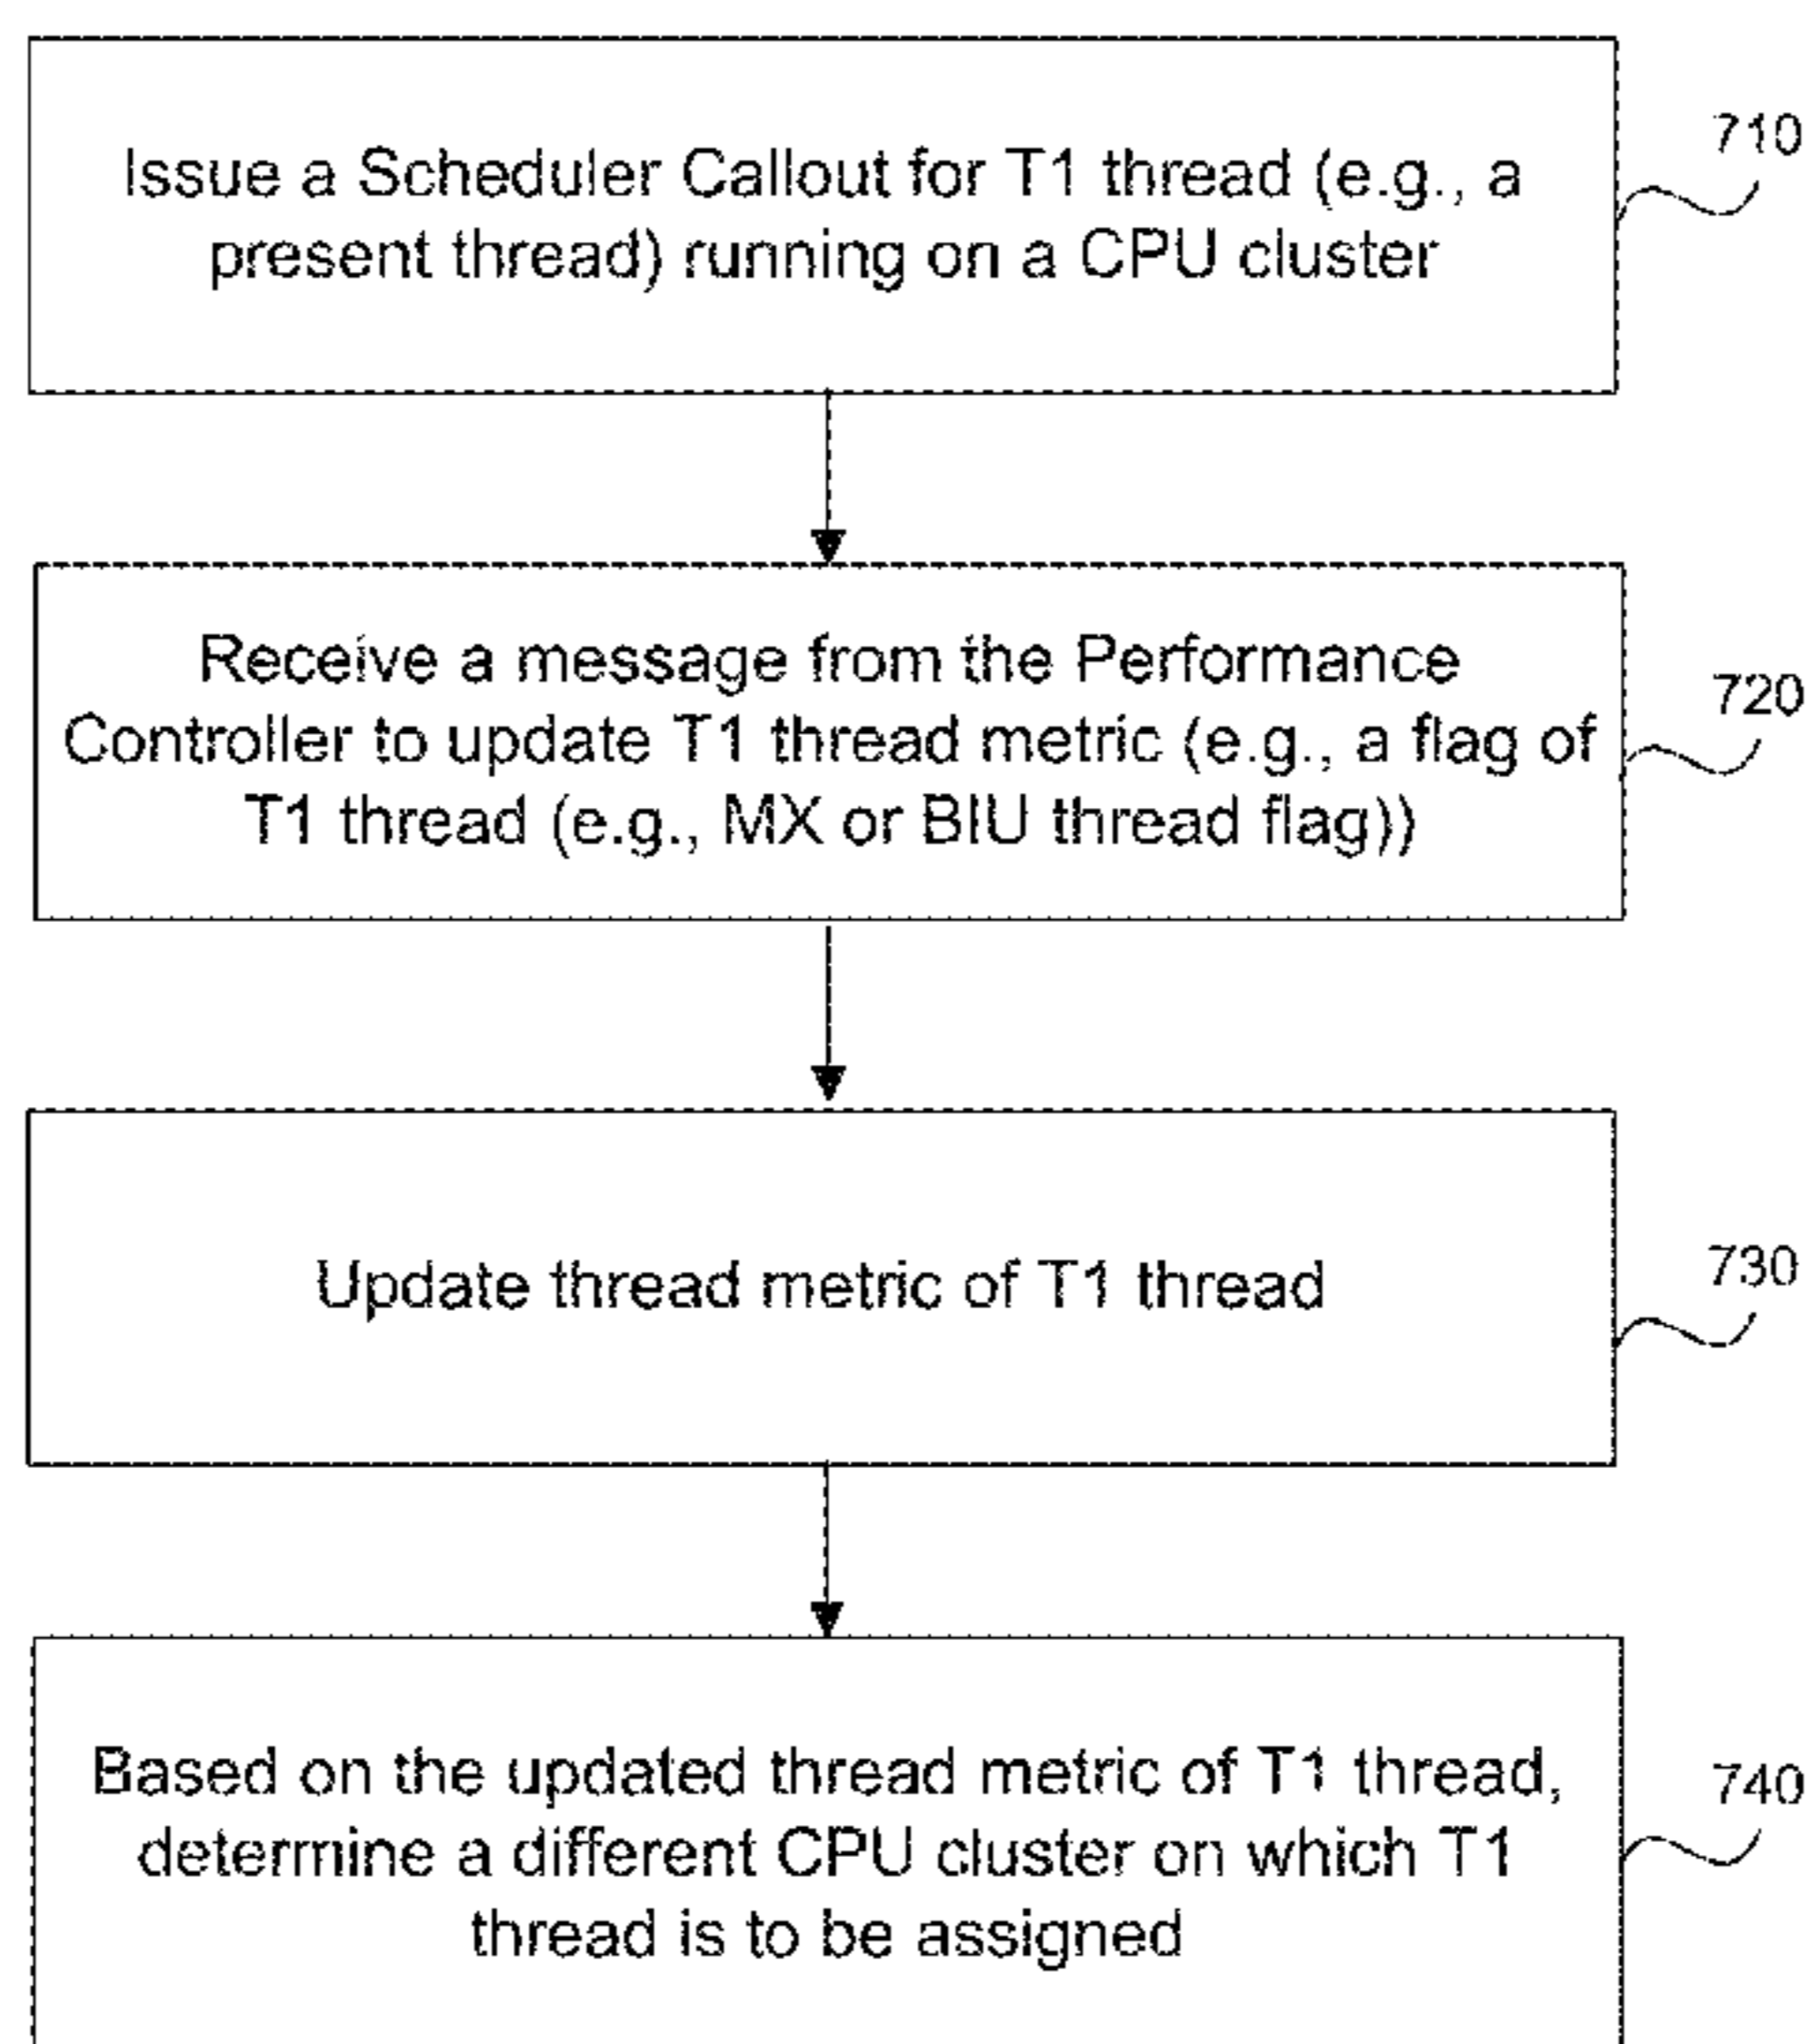 Issue a Scheduler Callout for T1 thread (e.g., a
present thread) running on a CPU cluster
710
Receive a message from the Performance
Controller to update T1 thread metric (e.g., a flag of
T1 thread (e.g., MX or BIU thread flag))
720
Update thread metric of T1 thread
730
Based on the updated thread metric of T1 thread,
determine a different CPU cluster on which T1
thread is to be assigned
740